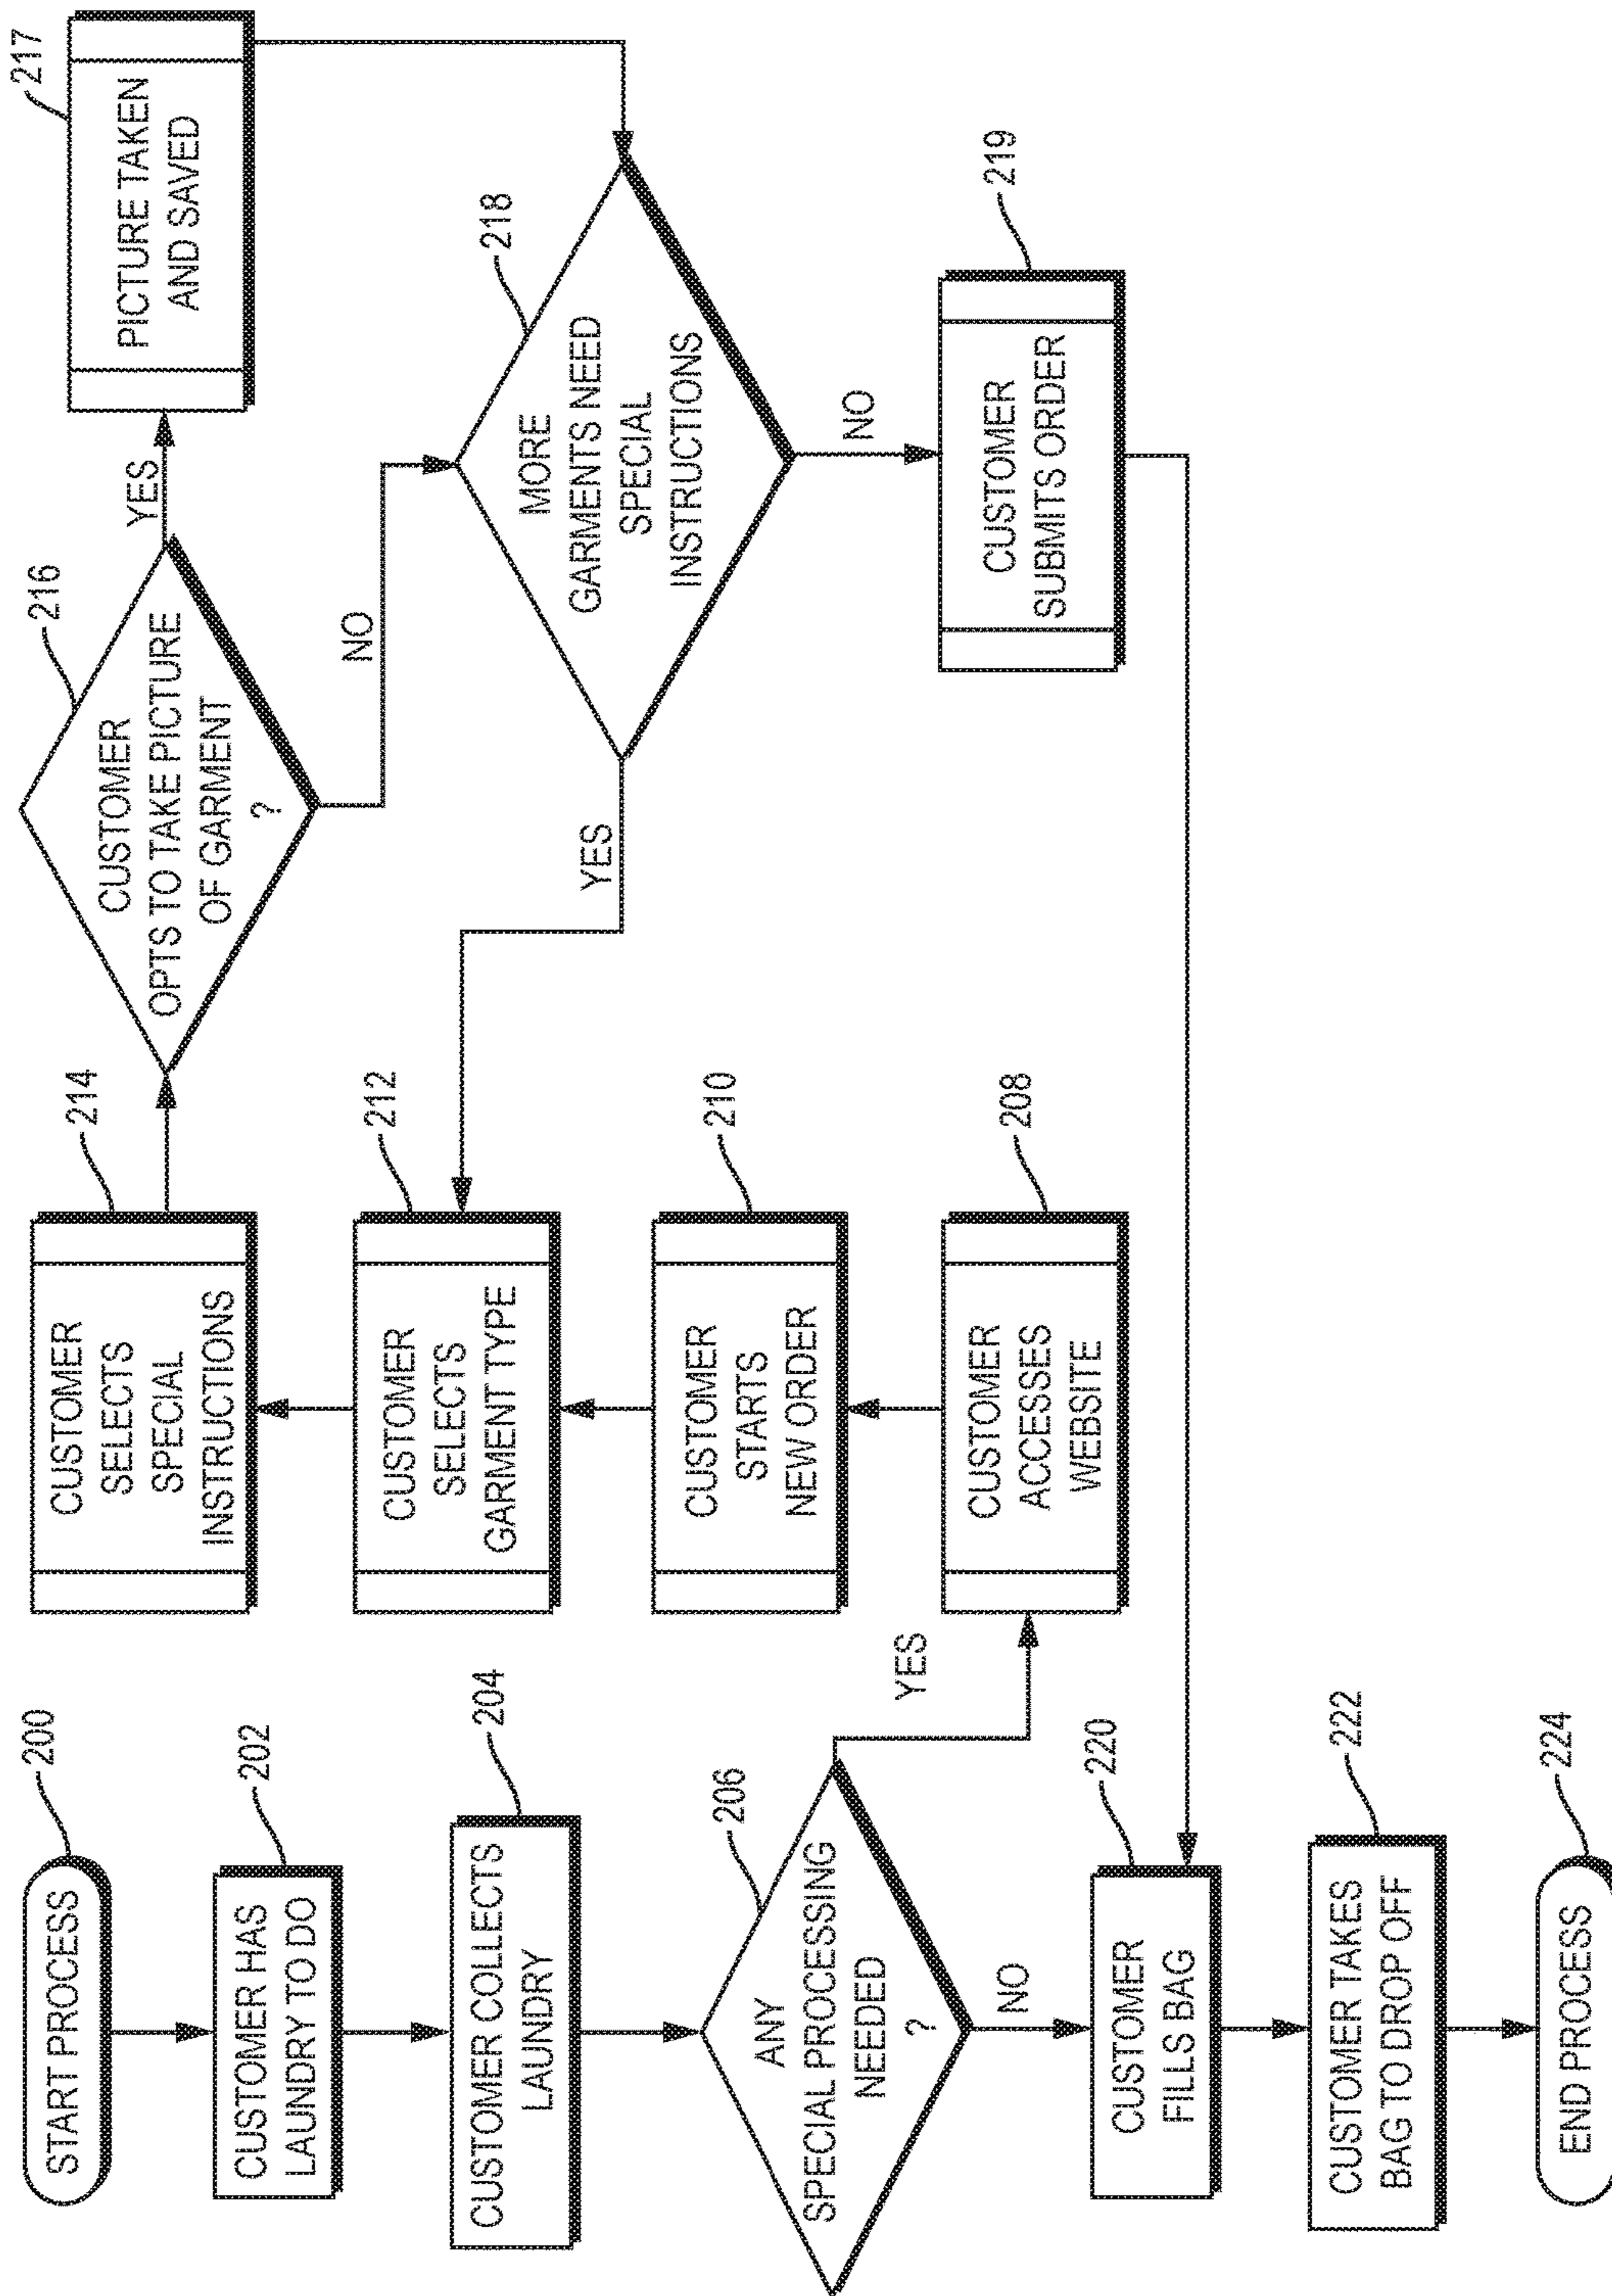 START PROCESS
200
CUSTOMER HAS
LAUNDRY TO DO
202
CUSTOMER COLLECTS
LAUNDRY
204
ANY
SPECIAL PROCESSING
NEEDED
?
206
YES
NO
CUSTOMER
FILLS BAG
220
CUSTOMER TAKES
BAG TO DROP OFF
222
END PROCESS
224
CUSTOMER
SELECTS
SPECIAL
INSTRUCTIONS
214
CUSTOMER
SELECTS
GARMENT TYPE
212
CUSTOMER
STARTS
NEW ORDER
210
CUSTOMER
ACCESSES
WEBSITE
208
CUSTOMER
OPTS TO TAKE PICTURE
OF GARMENT
?
216
YES
NO
PICTURE TAKEN
AND SAVED
217
MORE
GARMENTS NEED
SPECIAL
INSTRUCTIONS
218
YES
NO
CUSTOMER
SUBMITS ORDER
219